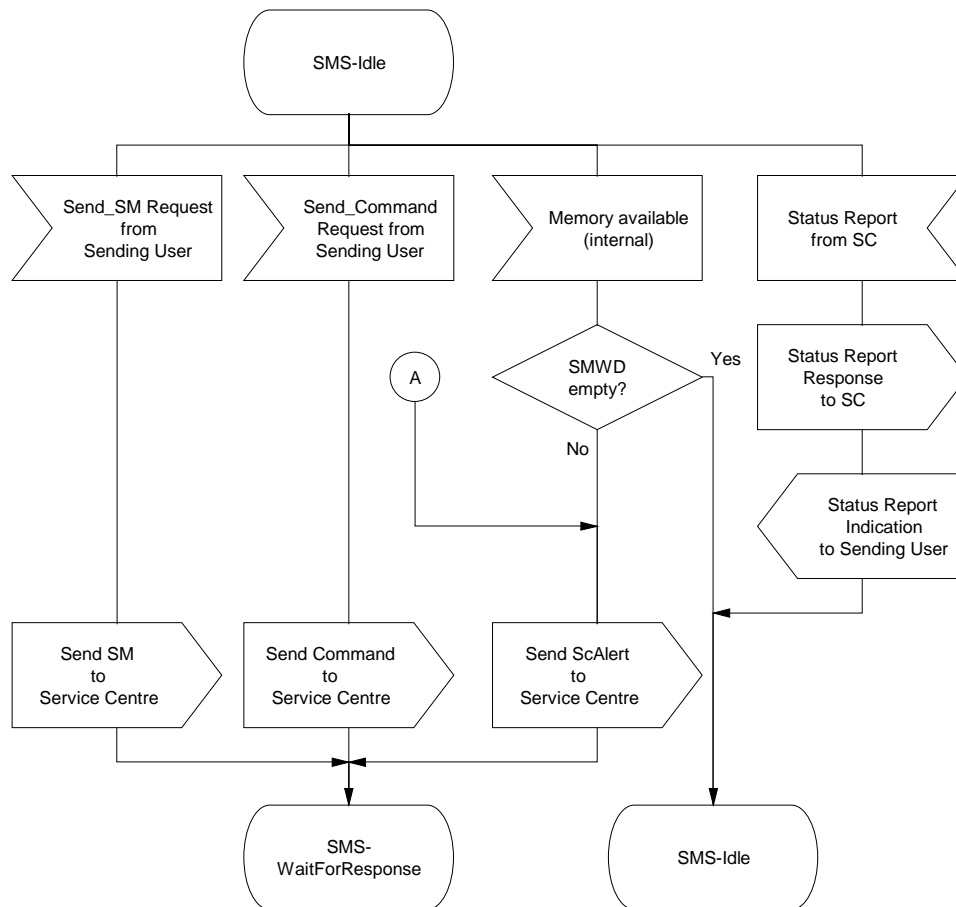 SMS-Idle
Send_SM Request
from
Sending User
Send_Command
Request from
Sending User
Memory available
(internal)
Status Report
from SC
A
SMWD
empty?
Yes
No
Status Report
Response
to SC
Status Report
Indication
to Sending User
Send SM
to
Service Centre
Send Command
to
Service Centre
Send ScAlert
to
Service Centre
SMS-
WaitForResponse
SMS-Idle